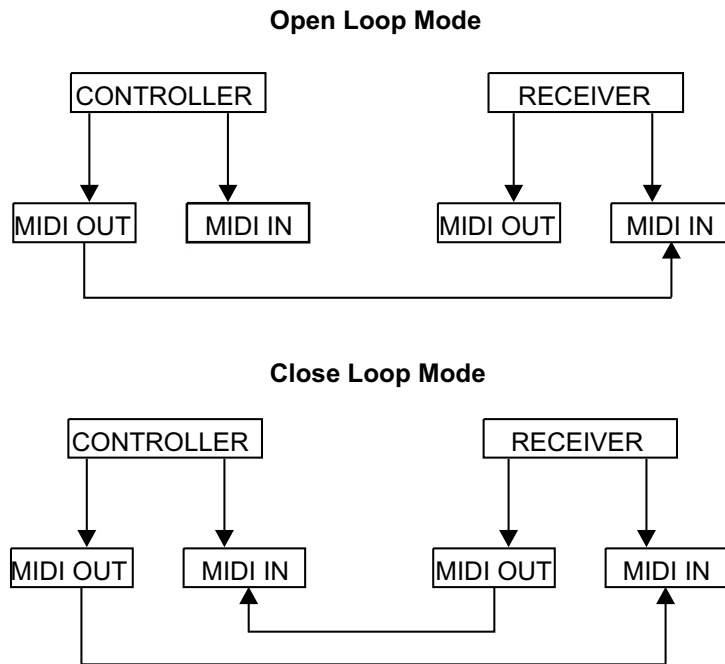 Open Loop Mode
CONTROLLER RECEIVER
MIDI OUT MIDI IN MIDI OUT MIDI IN
Close Loop Mode
CONTROLLER RECEIVER
MIDI OUT MIDI IN MIDI OUT MIDI IN